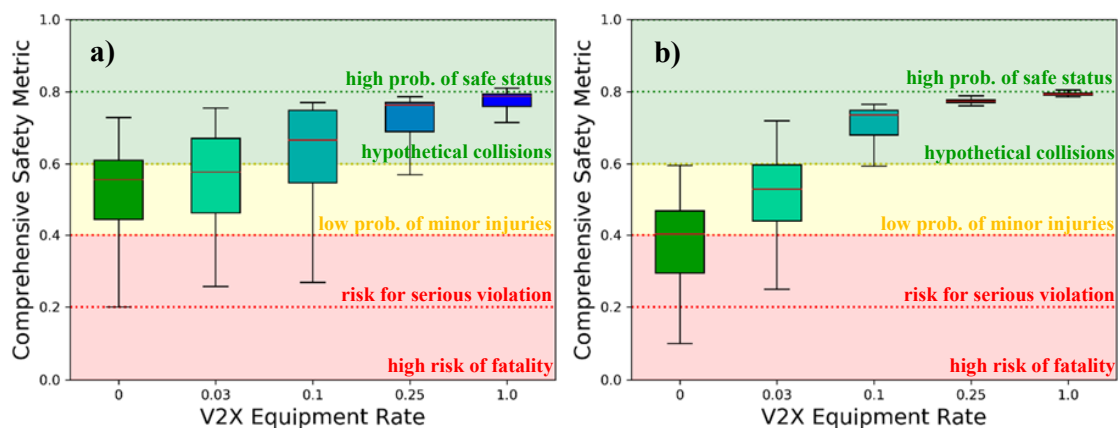 a)
Comprehensive Safety Metric
1.0
0.8
0.6
0.4
0.2
0.0
high prob. of safe status
hypothetical collisions
low prob. of minor injuries
risk for serious violation
high risk of fatality
0 0.03 0.1 0.25 1.0
V2X Equipment Rate
b)
Comprehensive Safety Metric
1.0
0.8
0.6
0.4
0.2
0.0
high prob. of safe status
hypothetical collisions
low prob. of minor injuries
risk for serious violation
high risk of fatality
0 0.03 0.1 0.25 1.0
V2X Equipment Rate